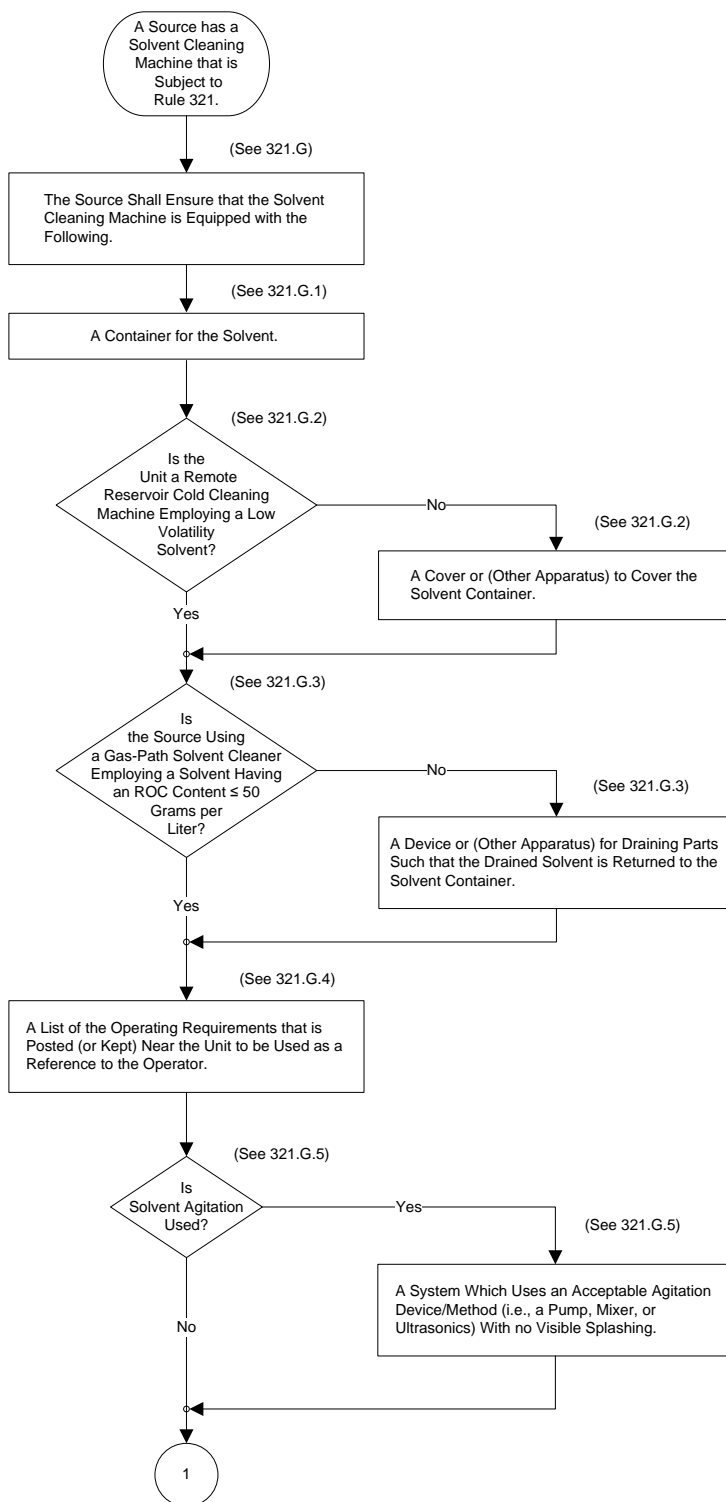 A Source has a
Solvent Cleaning
Machine that is
Subject to
Rule 321.
(See 321.G)
The Source Shall Ensure that the Solvent
Cleaning Machine is Equipped with the
Following.
(See 321.G.1)
A Container for the Solvent.
(See 321.G.2)
Is the
Unit a Remote
Reservoir Cold Cleaning
Machine Employing a Low
Volatility
Solvent?
No
(See 321.G.2)
A Cover or (Other Apparatus) to Cover the
Solvent Container.
Yes
(See 321.G.3)
Is
the Source Using
a Gas-Path Solvent Cleaner
Employing a Solvent Having
an ROC Content ≤ 50
Grams per
Liter?
No
(See 321.G.3)
A Device or (Other Apparatus) for Draining Parts
Such that the Drained Solvent is Returned to the
Solvent Container.
Yes
(See 321.G.4)
A List of the Operating Requirements that is
Posted (or Kept) Near the Unit to be Used as a
Reference to the Operator.
(See 321.G.5)
Is
Solvent Agitation
Used?
Yes
(See 321.G.5)
A System Which Uses an Acceptable Agitation
Device/Method (i.e., a Pump, Mixer, or
Ultrasonics) With no Visible Splashing.
No
1